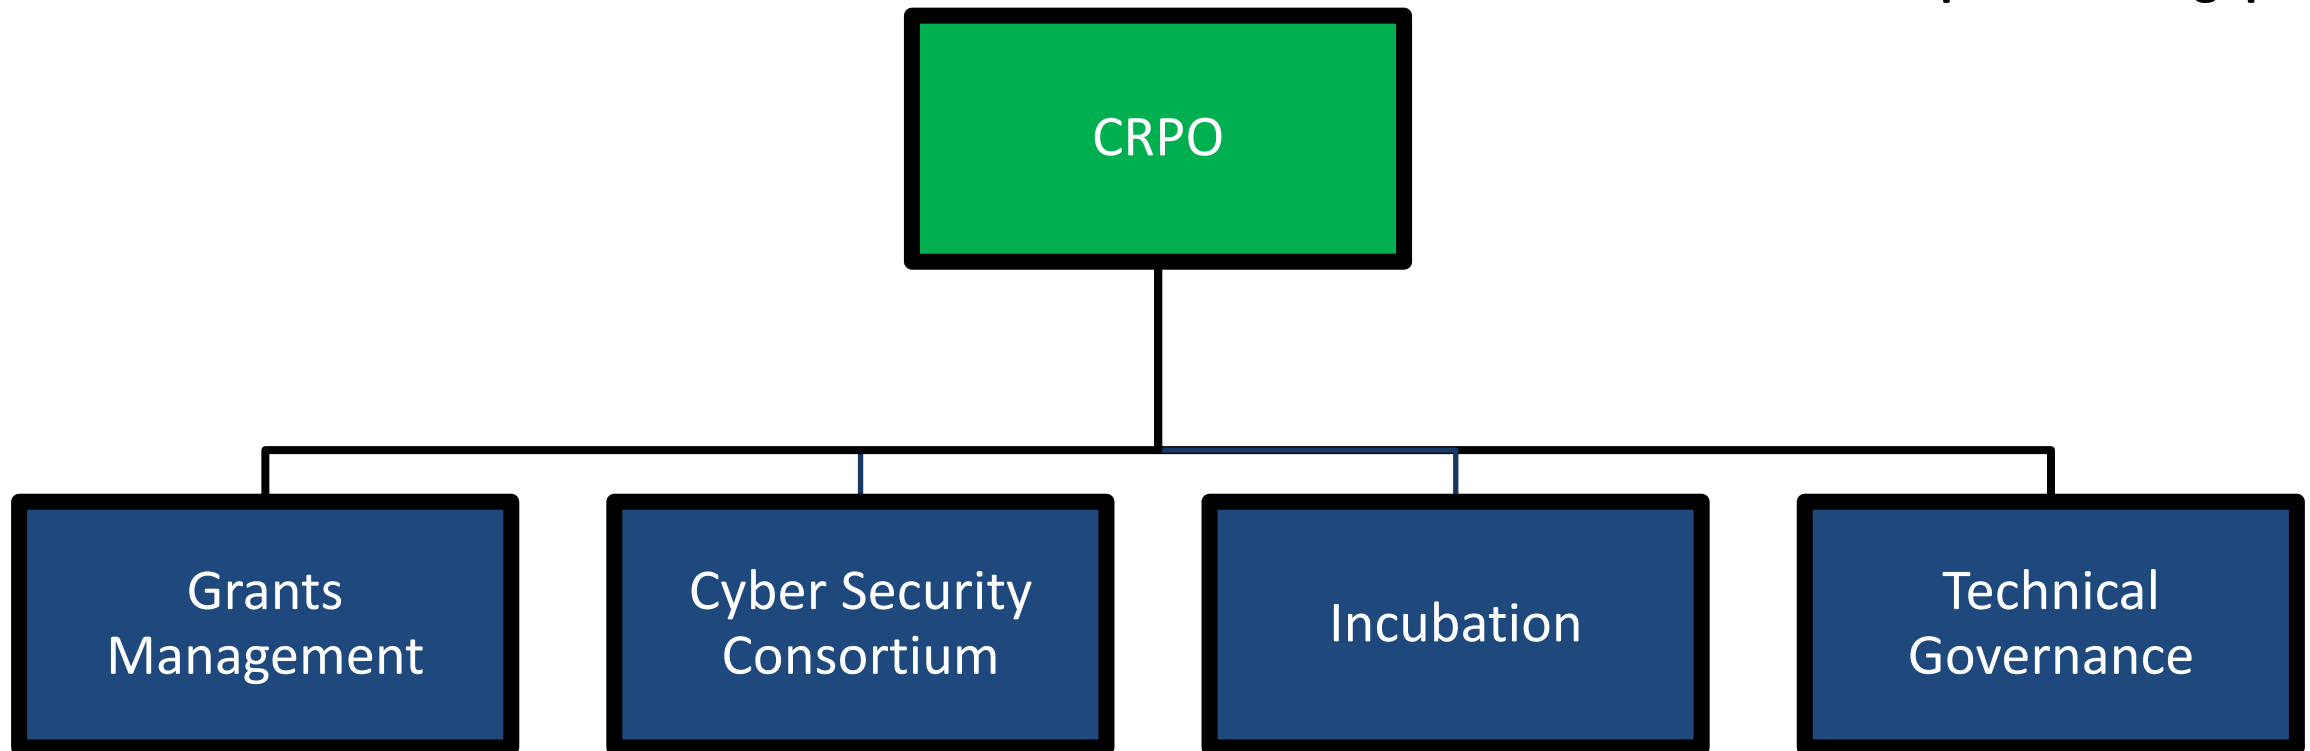 CRPO
Grants
Management
Cyber Security
Consortium
Incubation
Technical
Governance